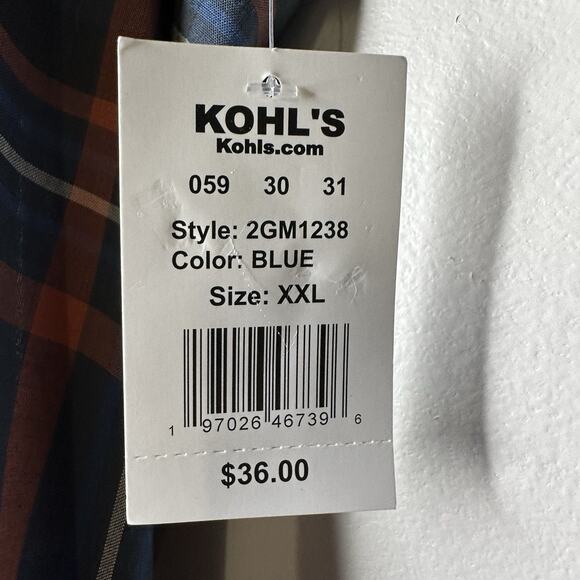 KOHL'S
Kohls.com
059 30 31
Style: 2GM1238
Color: BLUE
Size: XXL
1 97026 46739 6
$36.00